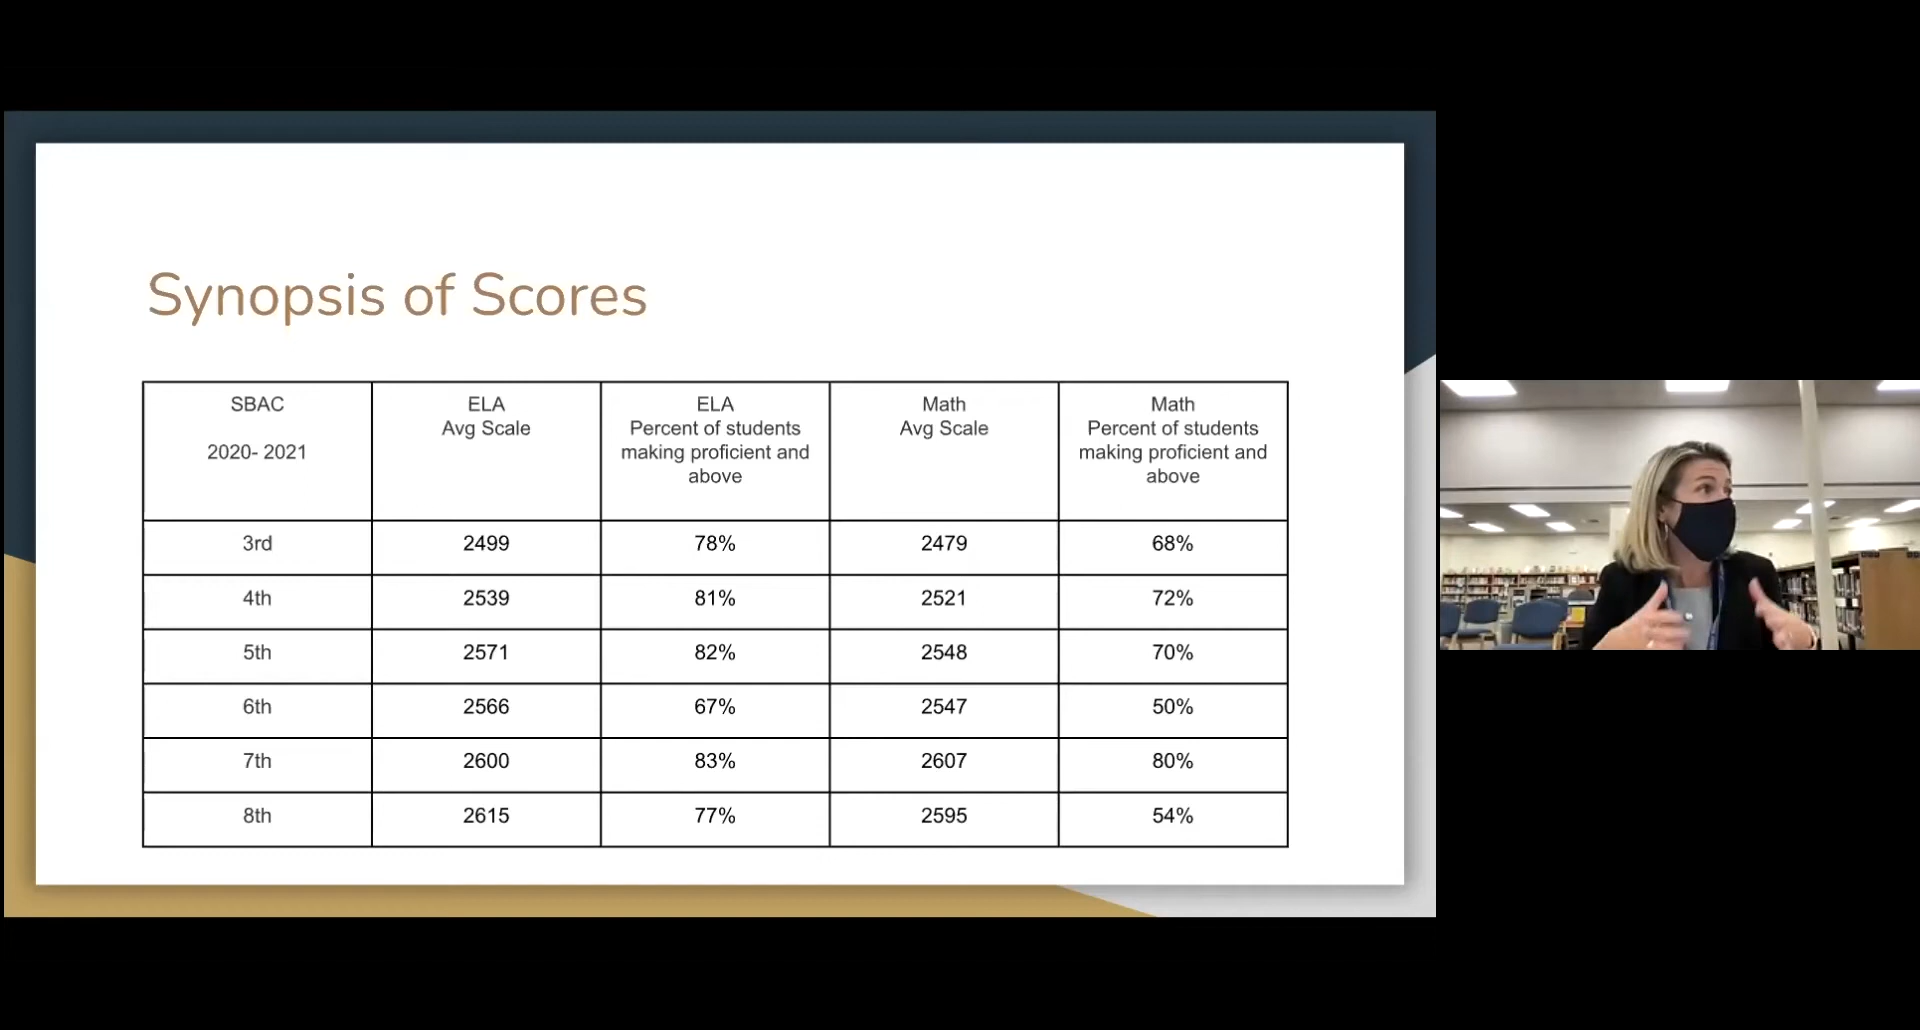 Synopsis of Scores
SBAC
2020- 2021
ELA
Avg Scale
ELA
Percent of students
making proficient and
above
Math
Avg Scale
Math
Percent of students
making proficient and
above
3rd 2499 78% 2479 68%
4th 2539 81% 2521 72%
5th 2571 82% 2548 70%
6th 2566 67% 2547 50%
7th 2600 83% 2607 80%
8th 2615 77% 2595 54%